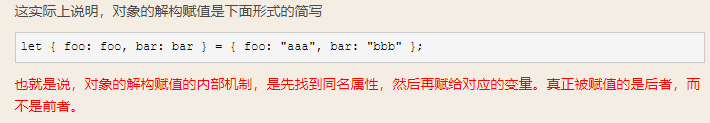 这实际上说明，对象的解构赋值是下面形式的简写
let { foo: foo, bar: bar } = { foo: "aaa", bar: "bbb" };
也就是说，对象的解构赋值的内部机制，是先找到同名属性，然后再赋给对应的变量。真正被赋值的是后者，而
不是前者。